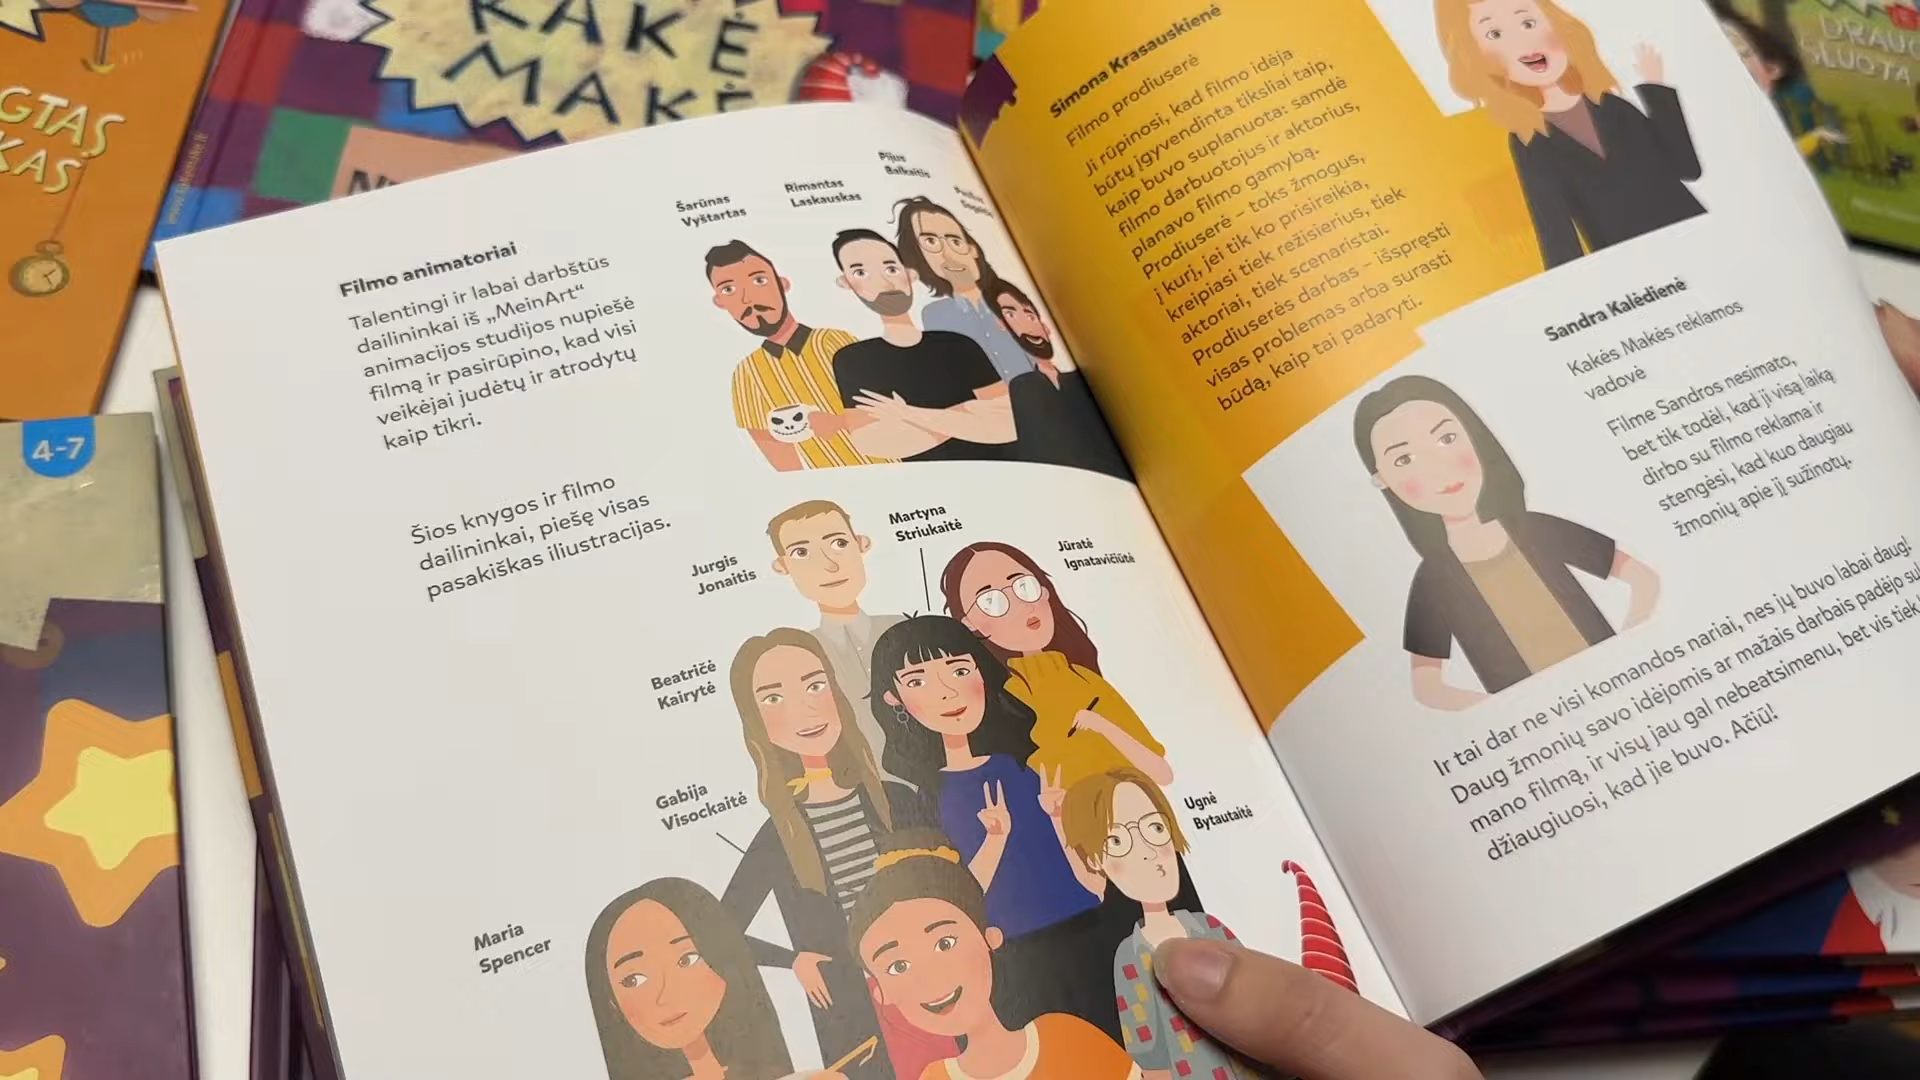 KAKĖ
MAKĖ
4-7
Filmo animatoriai
Talentingi ir labai darbštūs
dailininkai iš „MeinArt“
animacijos studijos nupiešė
filmą ir pasirūpino, kad visi
veikėjai judėtų ir atrodytų
kaip tikri.
Šarūnas
Vyštartas
Rimantas
Laskauskas
Pijus
Balkaitis
Šios knygos ir filmo
dailininkai, piešę visas
pasakiškas iliustracijas.
Jurgis
Jonaitis
Martyna
Striukaitė
Jūratė
Ignatavičiūtė
Beatričė
Kairytė
Gabija
Visockaitė
Ugnė
Bytautaitė
Maria
Spencer
Simona Krasauskienė
Filmo prodiuserė
Ji rūpinosi, kad filmo idėja
būtų įgyvendinta tiksliai taip,
kaip buvo suplanuota: samdė
filmo darbuotojus ir aktorius,
planavo filmo gamybą.
Prodiuserė – toks žmogus,
į kurį, jei tik ko prisireikia,
kreipiasi tiek režisierius, tiek
aktoriai, tiek scenaristai.
Prodiuserės darbas – išspręsti
visas problemas arba surasti
būdą, kaip tai padaryti.
Sandra Kalėdienė
Kakės Makės reklamos
vadovė
Filme Sandros nesimato,
bet tik todėl, kad ji visą laiką
dirbo su filmo reklama ir
stengėsi, kad kuo daugiau
žmonių apie jį sužinotų.
Ir tai dar ne visi komandos nariai, nes jų buvo labai daug!
Daug žmonių savo idėjomis ar mažais darbais padėjo su
mano filmą, ir visų jau gal nebeatsimenu, bet vis tiek
džiaugiuosi, kad jie buvo. Ačiū!